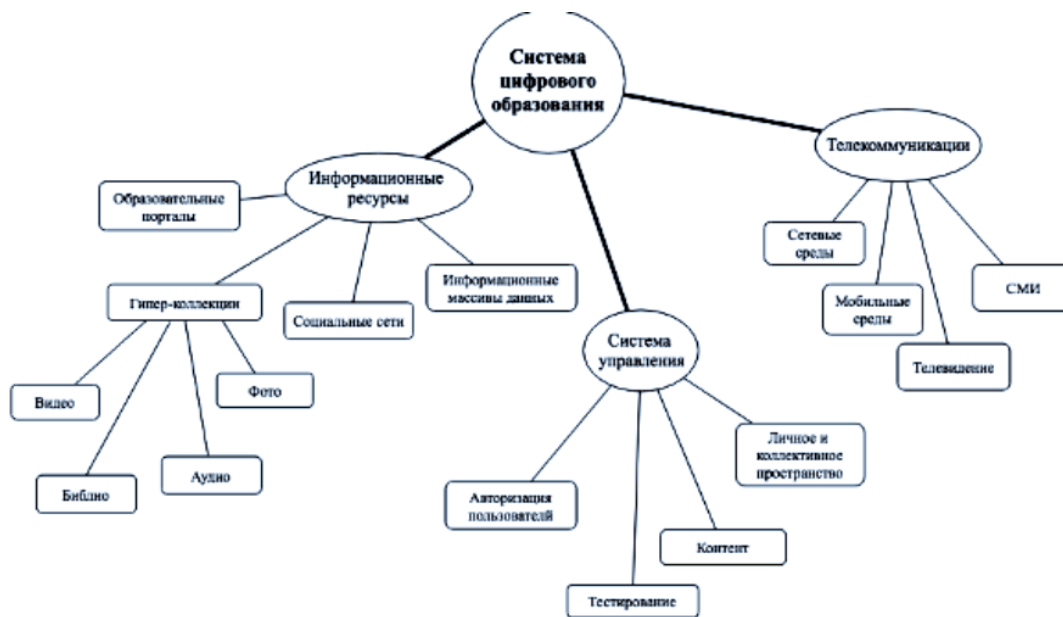 Система
цифрового
образования
Телекоммуникации
Информационные
ресурсы
Образовательные
порталы
Сетевые
среды
Информационные
массивы данных
СМИ
Гипер-коллекции
Социальные сети
Мобильные
среды
Система
управления
Телевидение
Фото
Видео
Личное и
коллективное
пространство
Аудио
Библио
Авторизация
пользователй
Контент
Тестирование